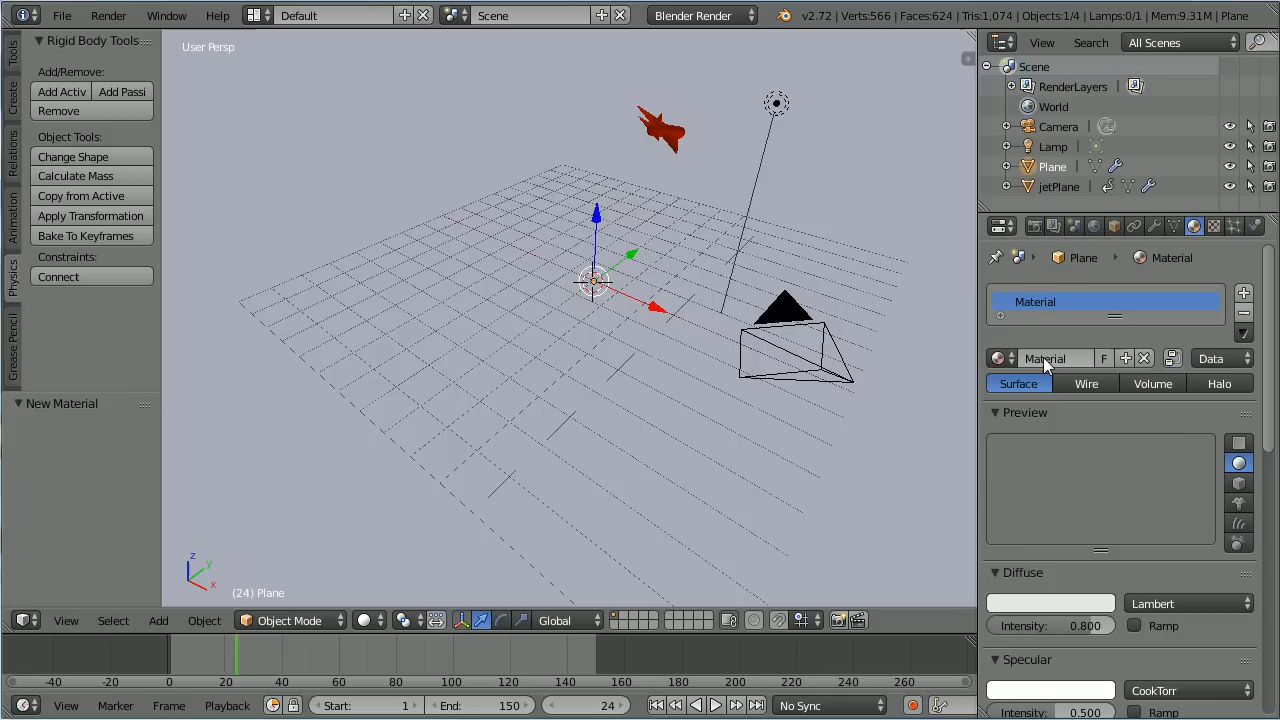 File Render Window Help Default Scene Blender Render v2.72 | Verts:566 | Faces:624 | Tris:1,074 | Objects:1/4 | Lamps:0/1 | Mem:9.31M | Plane
Rigid Body Tools
Add/Remove:
Add Activ Add Passi
Remove
Object Tools:
Change Shape
Calculate Mass
Copy from Active
Apply Transformation
Bake To Keyframes
Constraints:
Connect
New Material
Tools
Create
Relations
Animation
Physics
Grease Pencil
User Persp
z
y
x
(24) Plane
View Select Add Object Object Mode Global
-40 -20 0 20 40 60 80 100 120 140 160 180 200 220 240 260
View Marker Frame Playback Start: 1 End: 150 24 No Sync
View Search All Scenes
Scene
RenderLayers
World
Camera
Lamp
Plane
jetPlane
Plane Material
Material
Material F Data
Surface Wire Volume Halo
Preview
Diffuse
Lambert
Intensity: 0.800 Ramp
Specular
CookTorr
Intensity: 0.500 Ramp